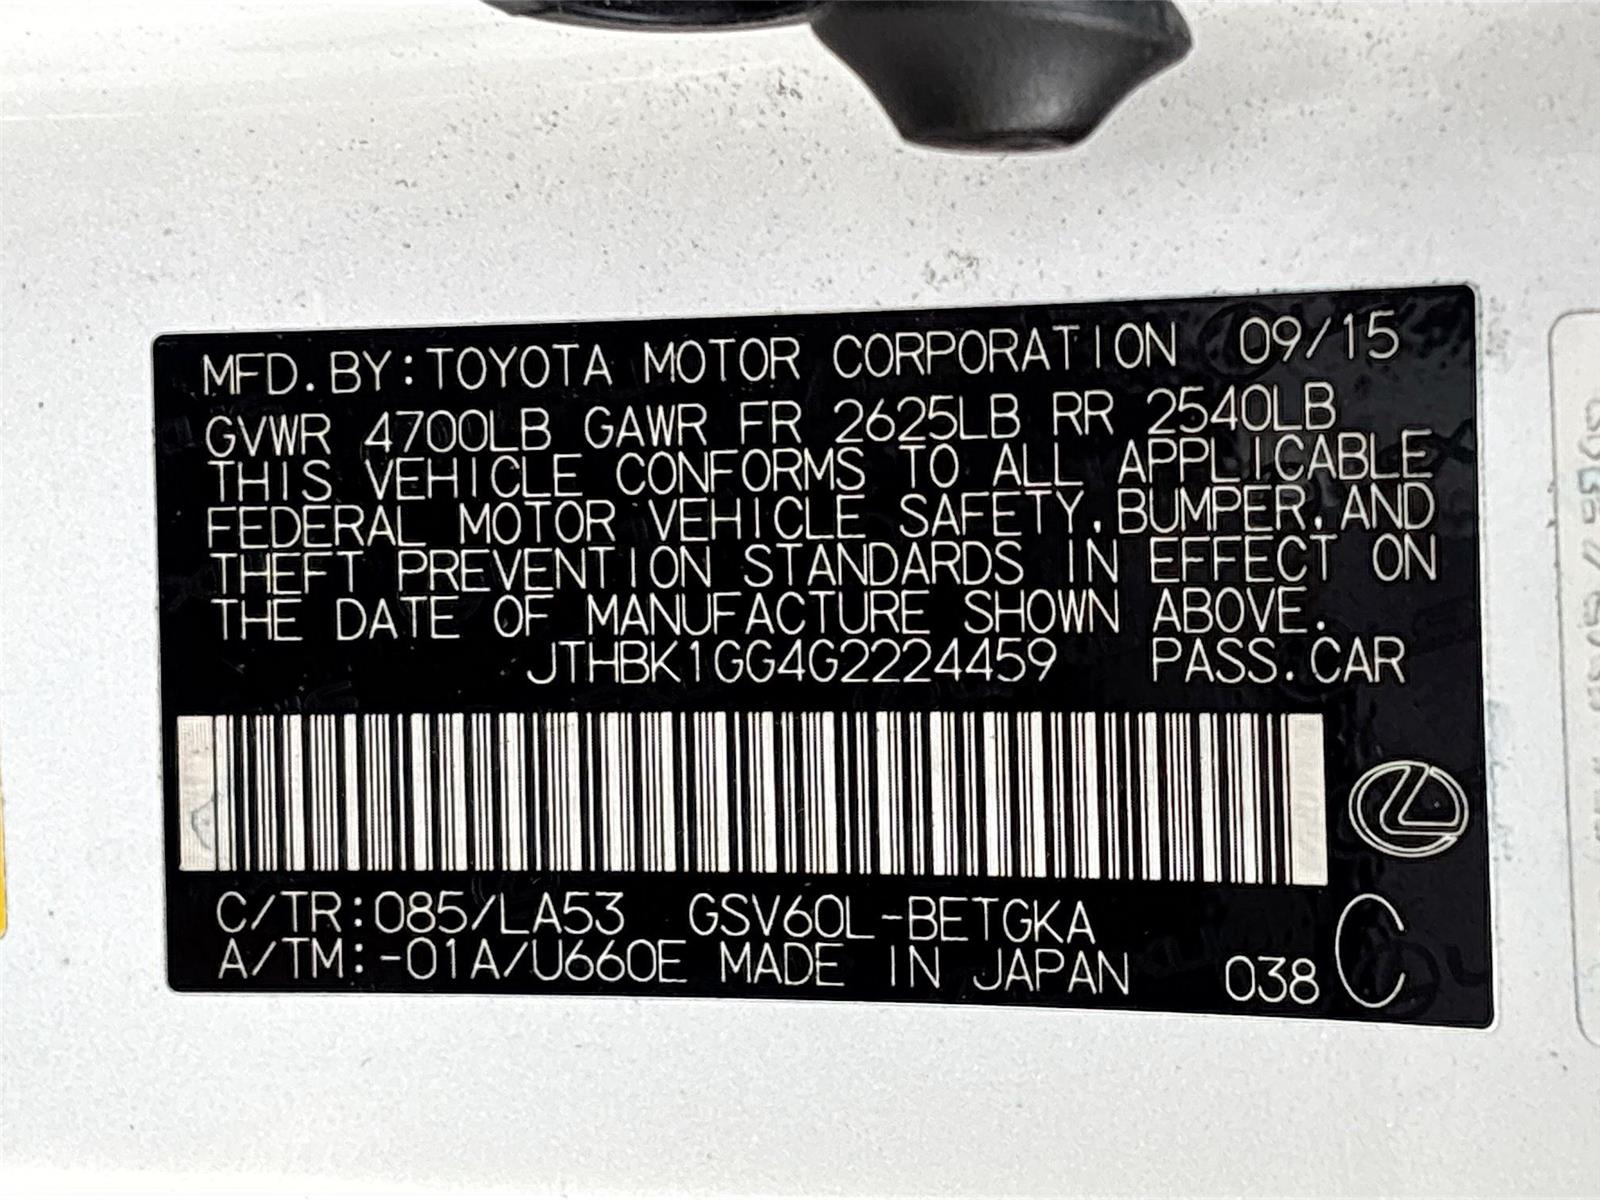 MFD. BY: TOYOTA MOTOR CORPORATION 09/15
GVWR 4700LB GAWR FR 2625LB RR 2540LB
THIS VEHICLE CONFORMS TO ALL APPLICABLE
FEDERAL MOTOR VEHICLE SAFETY, BUMPER, AND
THEFT PREVENTION STANDARDS IN EFFECT ON
THE DATE OF MANUFACTURE SHOWN ABOVE.
JTHBK1GG4G2224459 PASS. CAR
C/TR: 085/LA53 GSV60L-BETGKA
A/TM: -01A/U660E MADE IN JAPAN 038 C